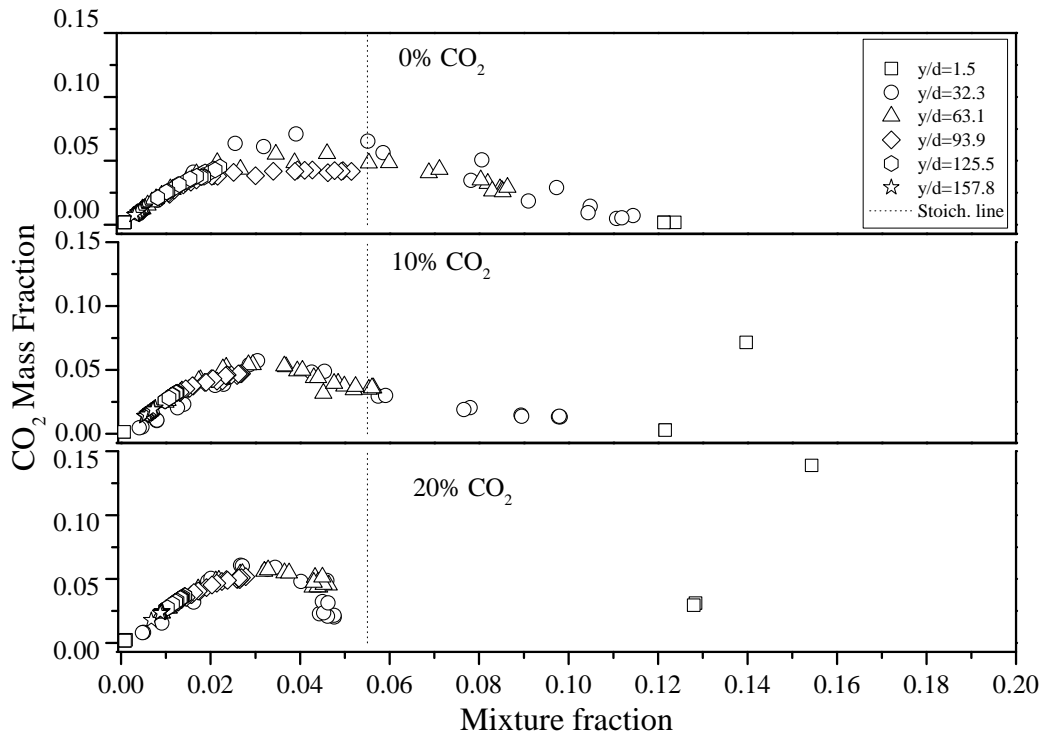 0.15
0.10
0.05
0.00
0% CO2
y/d=1.5
y/d=32.3
y/d=63.1
y/d=93.9
y/d=125.5
y/d=157.8
Stoich. line
0.15
0.10
0.05
0.00
10% CO2
CO2 Mass Fraction
0.15
0.10
0.05
0.00
20% CO2
0.00 0.02 0.04 0.06 0.08 0.10 0.12 0.14 0.16 0.18 0.20
Mixture fraction